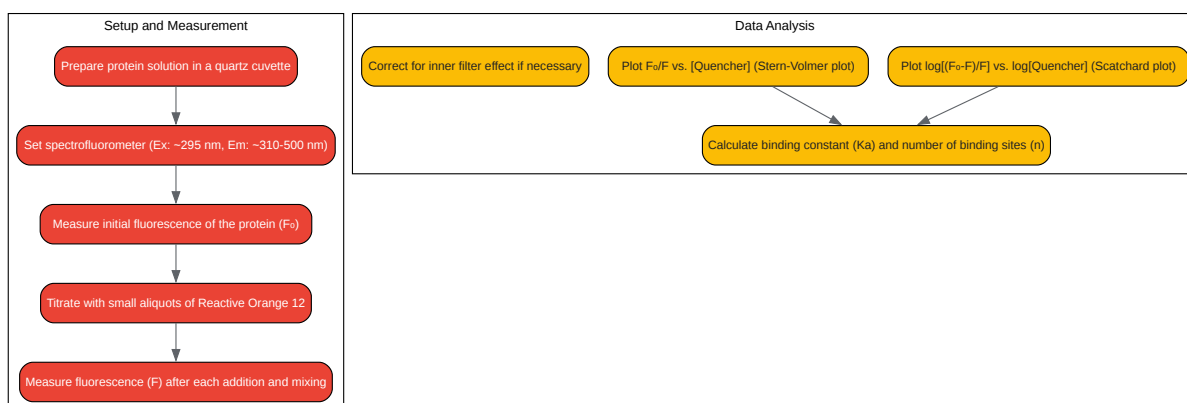 Setup and Measurement
Prepare protein solution in a quartz cuvette
Set spectrofluorometer (Ex: ~295 nm, Em: ~310-500 nm)
Measure initial fluorescence of the protein (F₀)
Titrate with small aliquots of Reactive Orange 12
Measure fluorescence (F) after each addition and mixing
Data Analysis
Correct for inner filter effect if necessary
Plot F₀/F vs. [Quencher] (Stern-Volmer plot)
Plot log[(F₀-F)/F] vs. log[Quencher] (Scatchard plot)
Calculate binding constant (Ka) and number of binding sites (n)